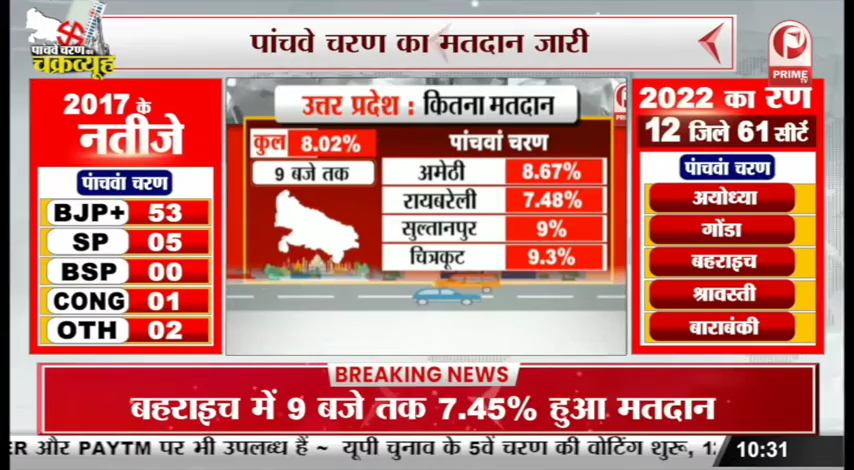 पांचवे चरण का
चक्रव्यूह
पांचवे चरण का मतदान जारी
PRIME
TV
2017 के
नतीजे
पांचवां चरण
BJP+ 53
SP 05
BSP 00
CONG 01
OTH 02
उत्तर प्रदेश : कितना मतदान
कुल 8.02%
9 बजे तक
पांचवां चरण
अमेठी 8.67%
रायबरेली 7.48%
सुल्तानपुर 9%
चित्रकूट 9.3%
2022 का रण
12 जिले 61 सीटें
पांचवां चरण
अयोध्या
गोंडा
बहराइच
श्रावस्ती
बाराबंकी
BREAKING NEWS
बहराइच में 9 बजे तक 7.45% हुआ मतदान
ER और PAYTM पर भी उपलब्ध हैं ~ यूपी चुनाव के 5वें चरण की वोटिंग शुरू, 12
10:31